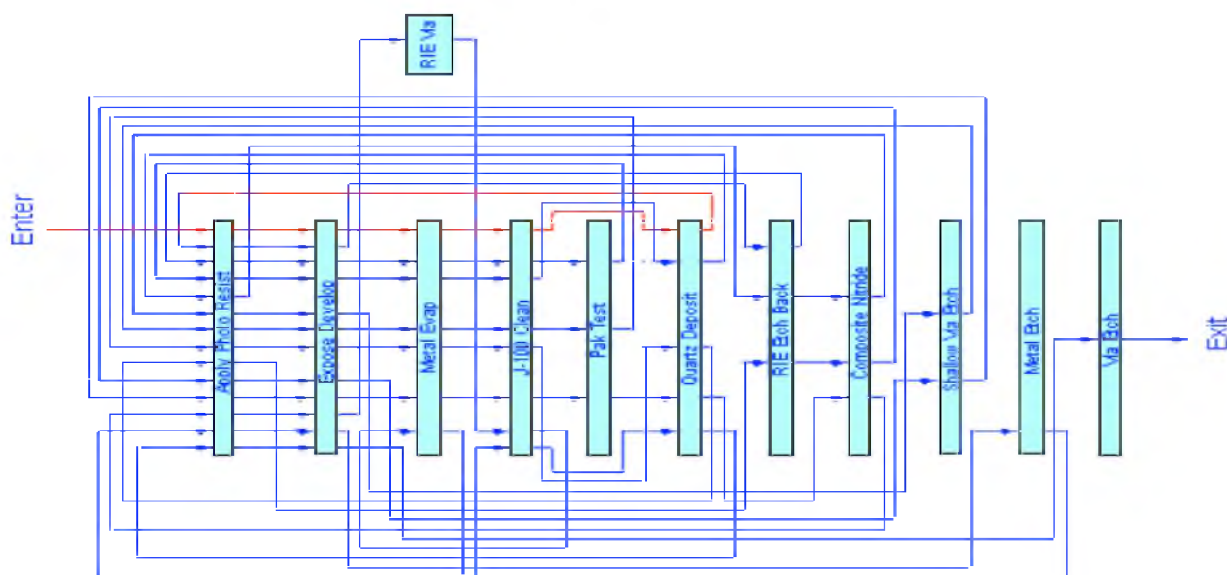 Enter
RIE Via
Apply Photo Resist
Expose Develop
Metal Evap
J-100 Clean
Pak Test
Quartz Deposit
RIE Etch Back
Composite Nitride
Shallow Via Etch
Metal Etch
Via Etch
Exit